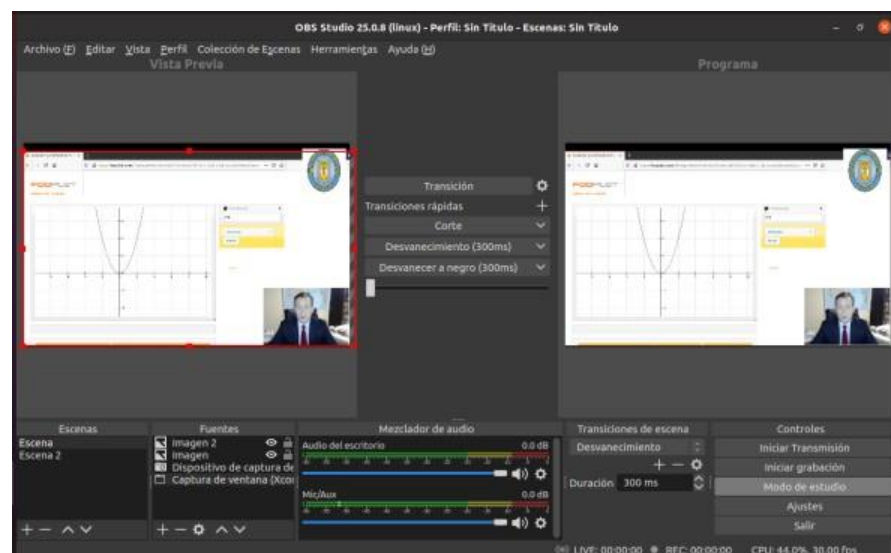 OBS Studio 25.0.8 (linux) - Perfil: Sin Título - Escenas: Sin Título
Archivo (F) Editar Vista Perfil Colección de Escenas Herramientas Ayuda (H)
Vista Previa
Programa
Transición
Transiciones rápidas
Corte
Desvanecimiento (300ms)
Desvanecer a negro (300ms)
Escenas
Escena
Escena 2
Fuentes
Imagen 2
Imagen
Dispositivo de captura de
Captura de ventana (Xco
Mezclador de audio
Audio del escritorio 0.0 dB
Mic/Aux 0.0 dB
Transiciones de escena
Desvanecimiento
Duración 300 ms
Controles
Iniciar Transmisión
Iniciar grabación
Modo de estudio
Ajustes
Salir
LIVE: 00:00:00 REC: 00:00:00 CPU: 44.0%, 30.00 fps